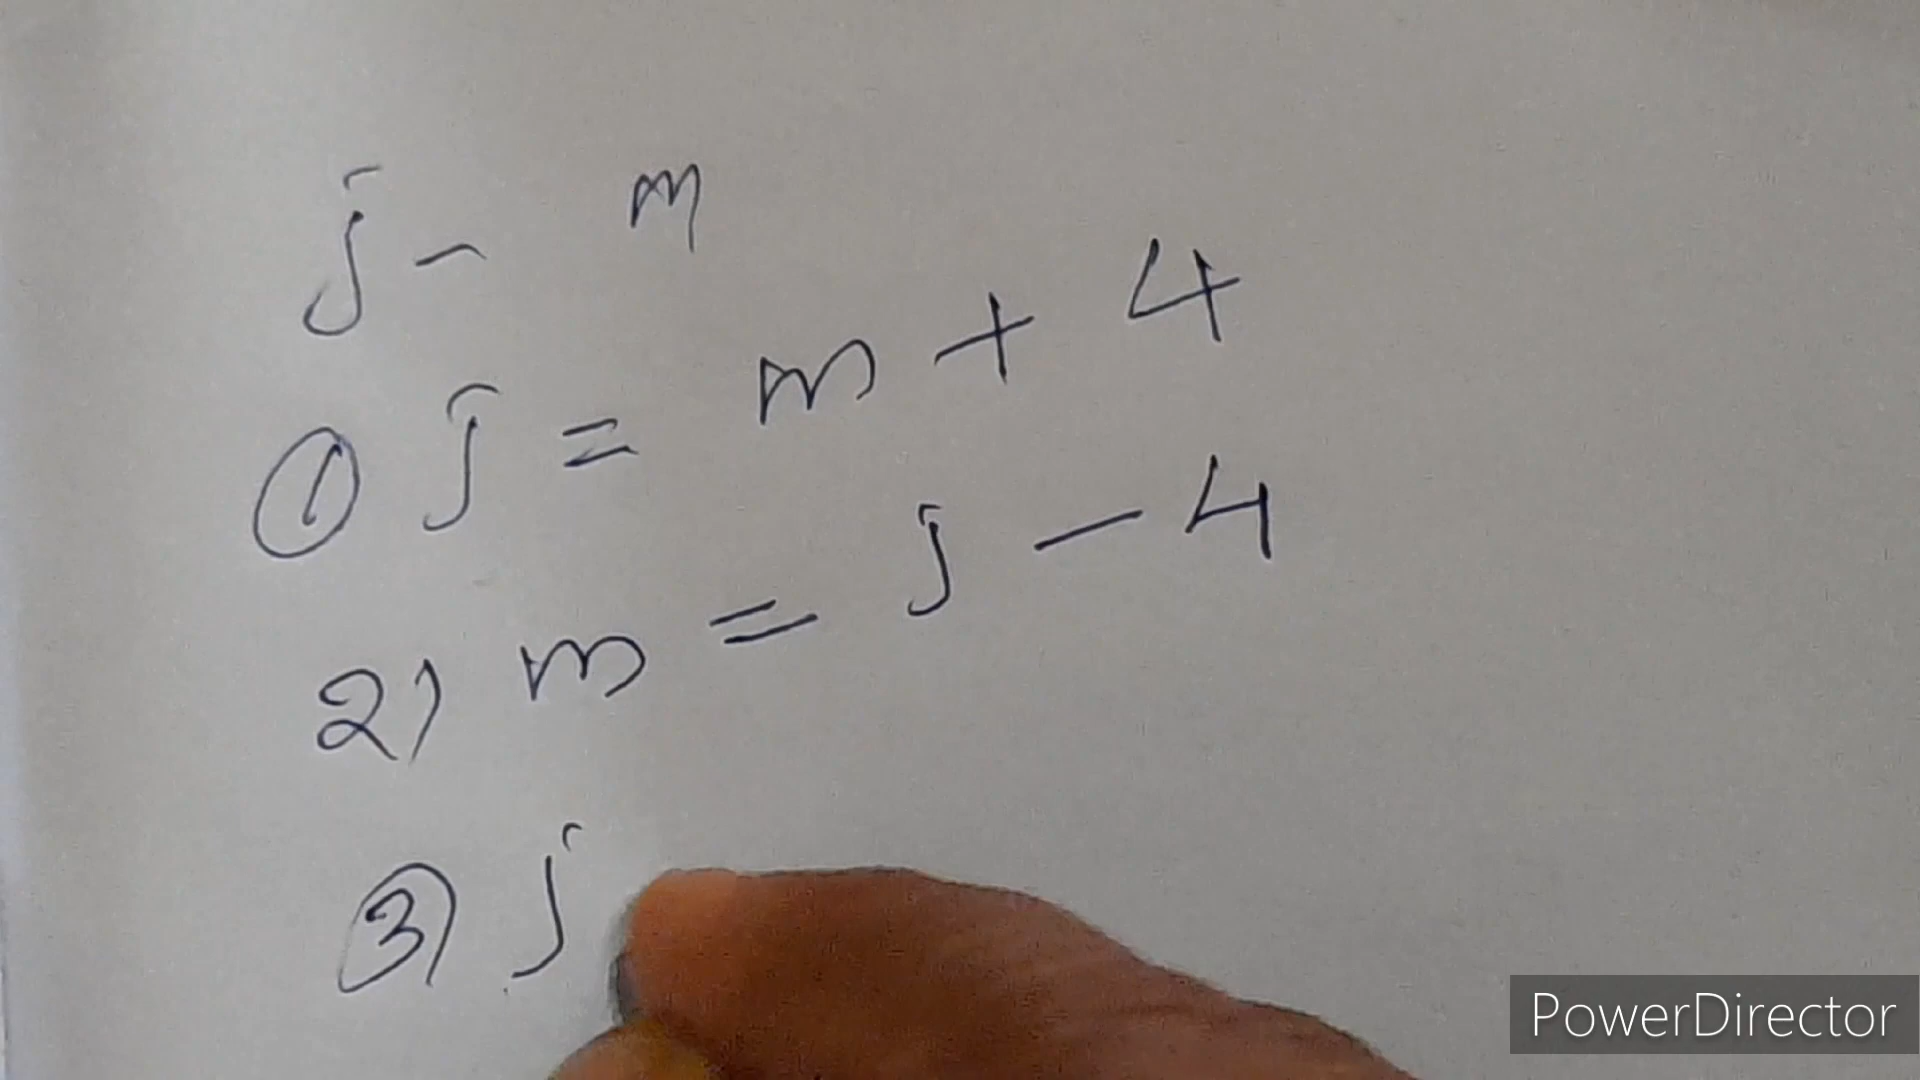 j - m
① j = m + 4
2) m = j - 4
③ j
PowerDirector